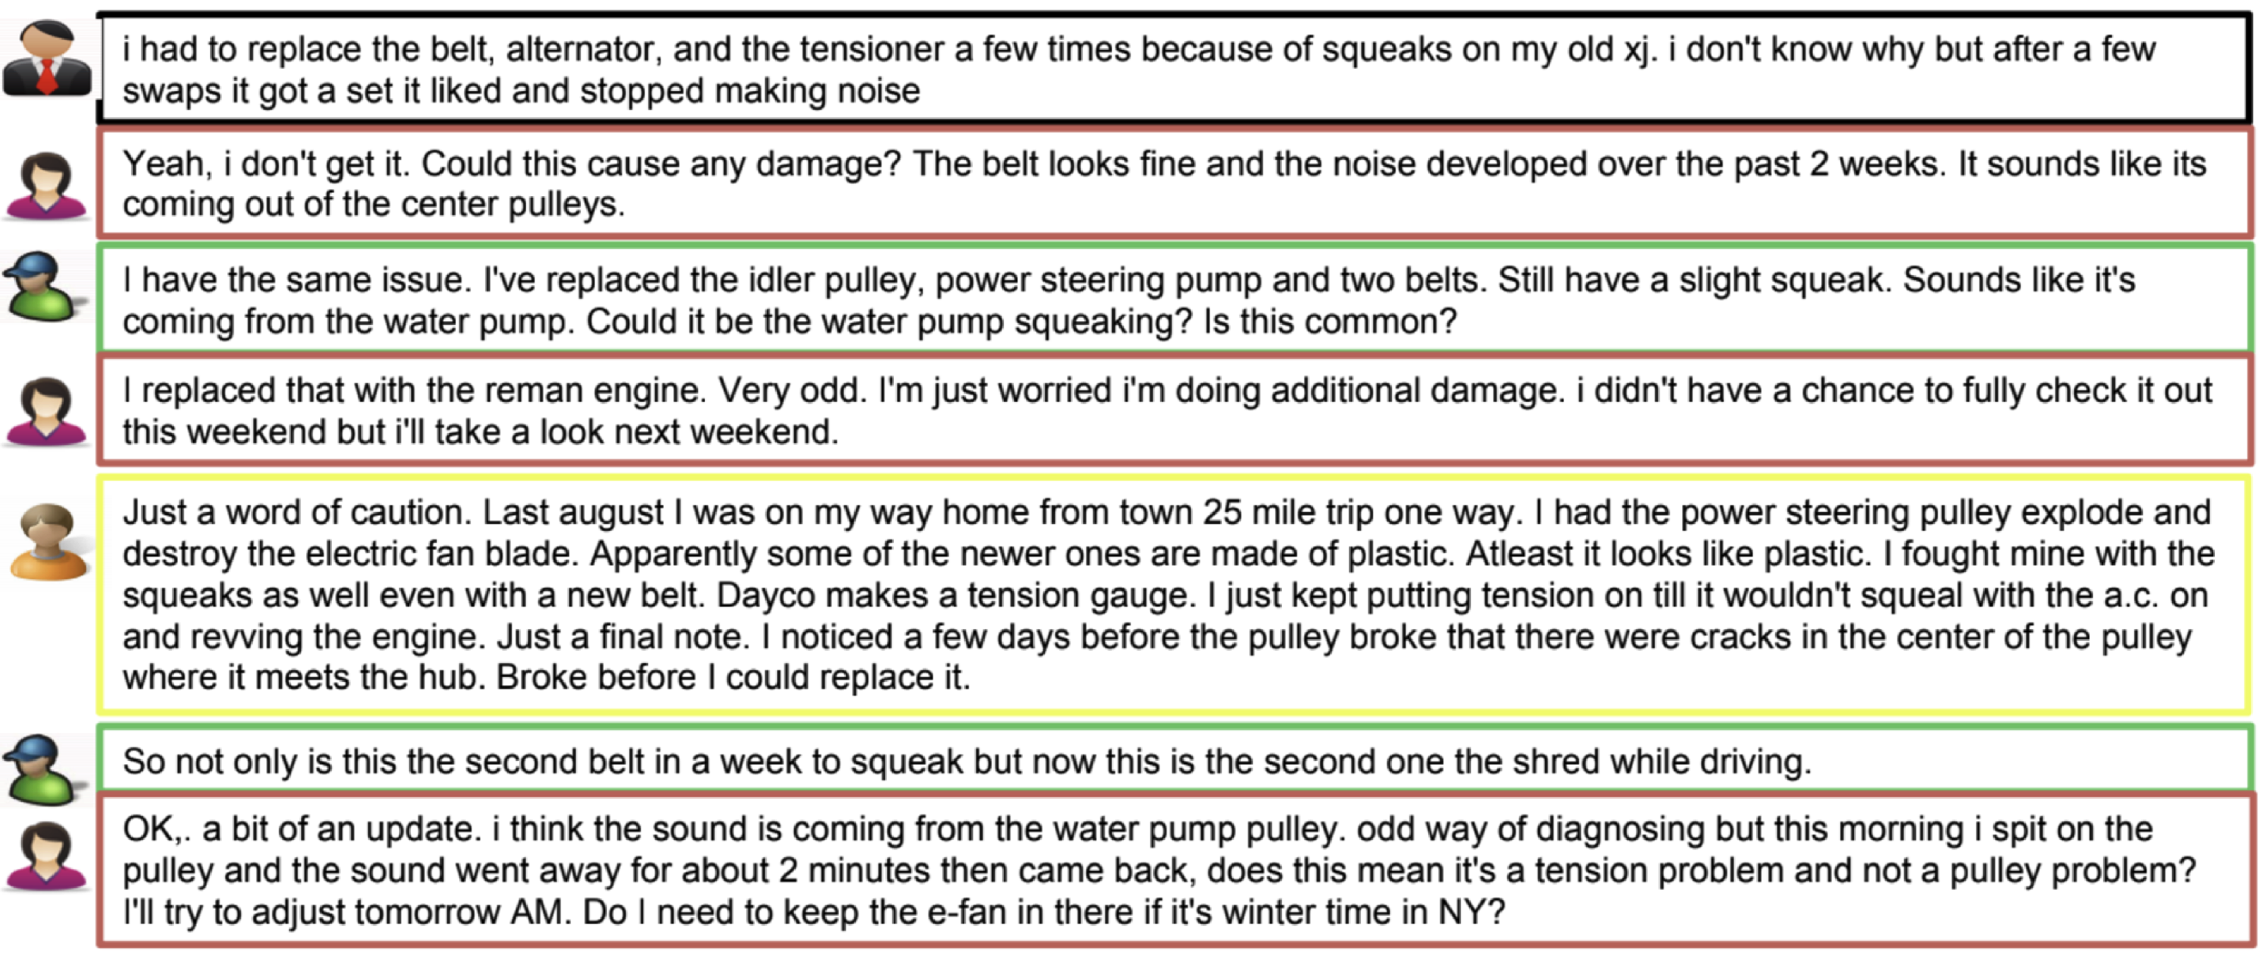 i had to replace the belt, alternator, and the tensioner a few times because of squeaks on my old xj. i don't know why but after a few
swaps it got a set it liked and stopped making noise
Yeah, i don't get it. Could this cause any damage? The belt looks fine and the noise developed over the past 2 weeks. It sounds like its
coming out of the center pulleys.
I have the same issue. I've replaced the idler pulley, power steering pump and two belts. Still have a slight squeak. Sounds like it's
coming from the water pump. Could it be the water pump squeaking? Is this common?
I replaced that with the reman engine. Very odd. I'm just worried i'm doing additional damage. i didn't have a chance to fully check it out
this weekend but i'll take a look next weekend.
Just a word of caution. Last august I was on my way home from town 25 mile trip one way. I had the power steering pulley explode and
destroy the electric fan blade. Apparently some of the newer ones are made of plastic. Atleast it looks like plastic. I fought mine with the
squeaks as well even with a new belt. Dayco makes a tension gauge. I just kept putting tension on till it wouldn't squeal with the a.c. on
and revving the engine. Just a final note. I noticed a few days before the pulley broke that there were cracks in the center of the pulley
where it meets the hub. Broke before I could replace it.
So not only is this the second belt in a week to squeak but now this is the second one the shred while driving.
OK,. a bit of an update. i think the sound is coming from the water pump pulley. odd way of diagnosing but this morning i spit on the
pulley and the sound went away for about 2 minutes then came back, does this mean it's a tension problem and not a pulley problem?
I'll try to adjust tomorrow AM. Do I need to keep the e-fan in there if it's winter time in NY?